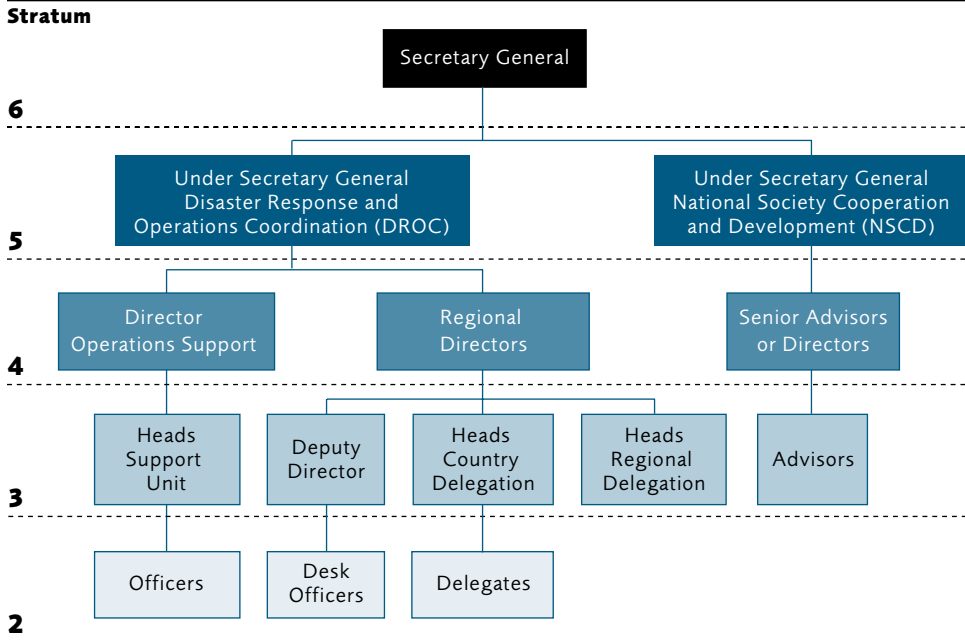 Stratum
Secretary General
6
Under Secretary General
Disaster Response and
Operations Coordination (DROC)
Under Secretary General
National Society Cooperation
and Development (NSCD)
5
Director
Operations Support
Regional
Directors
Senior Advisors
or Directors
4
Heads
Support
Unit
Deputy
Director
Heads
Country
Delegation
Heads
Regional
Delegation
Advisors
3
Officers
Desk
Officers
Delegates
2